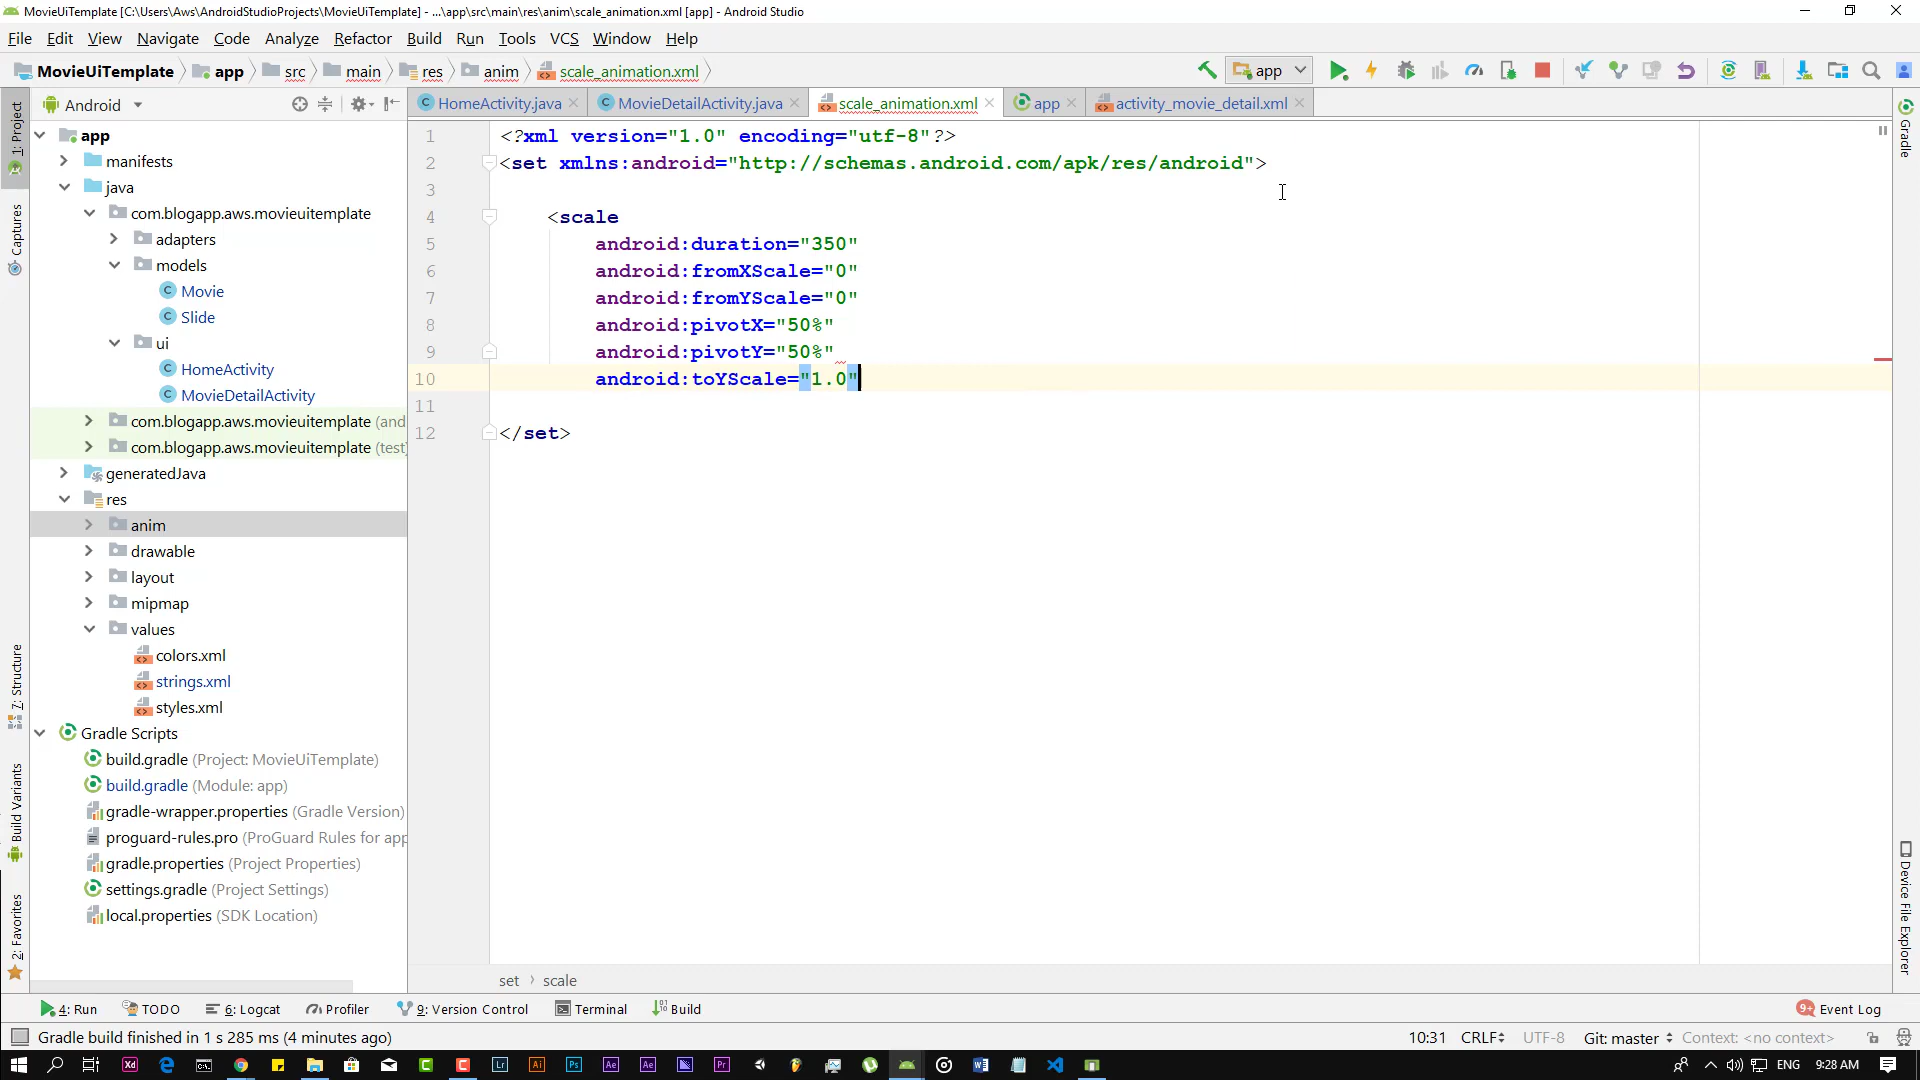 MovieUiTemplate [C:\Users\Aws\AndroidStudioProjects\MovieUiTemplate] - ...\app\src\main\res\anim\scale_animation.xml [app] - Android Studio
File Edit View Navigate Code Analyze Refactor Build Run Tools VCS Window Help
MovieUiTemplate app src main res anim scale_animation.xml app
Android HomeActivity.java MovieDetailActivity.java scale_animation.xml app activity_movie_detail.xml
1: Project
Captures
7: Structure
Build Variants
2: Favorites
app
manifests
java
com.blogapp.aws.movieuitemplate
adapters
models
Movie
Slide
ui
HomeActivity
MovieDetailActivity
com.blogapp.aws.movieuitemplate (and
com.blogapp.aws.movieuitemplate (test)
generatedJava
res
anim
drawable
layout
mipmap
values
colors.xml
strings.xml
styles.xml
Gradle Scripts
build.gradle (Project: MovieUiTemplate)
build.gradle (Module: app)
gradle-wrapper.properties (Gradle Version)
proguard-rules.pro (ProGuard Rules for app
gradle.properties (Project Properties)
settings.gradle (Project Settings)
local.properties (SDK Location)
1 <?xml version="1.0" encoding="utf-8"?>
2 <set xmlns:android="http://schemas.android.com/apk/res/android">
3
4 <scale
5 android:duration="350"
6 android:fromXScale="0"
7 android:fromYScale="0"
8 android:pivotX="50%"
9 android:pivotY="50%"
10 android:toYScale="1.0"
11
12 </set>
Gradle
Device File Explorer
set scale
4: Run TODO 6: Logcat Profiler 9: Version Control Terminal Build 9+ Event Log
Gradle build finished in 1 s 285 ms (4 minutes ago) 10:31 CRLF UTF-8 Git: master Context: <no context>
Xd Lr Ai Ps Ae Ae Pr ENG 9:28 AM